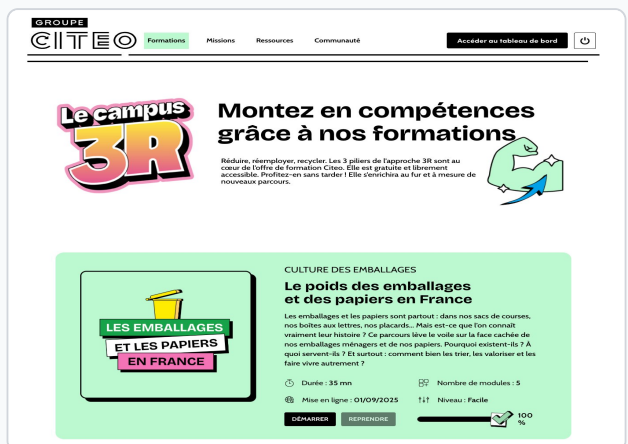 GROUPE
CITEO
Formations
Missions
Ressources
Communauté
Accéder au tableau de bord
Le campus
3R
Montez en compétences
grâce à nos formations
Réduire, réemployer, recycler. Les 3 piliers de l'approche 3R sont au
cœur de l'offre de formation Citeo. Elle est gratuite et librement
accessible. Profitez-en sans tarder ! Elle s'enrichira au fur et à mesure de
nouveaux parcours.
LES EMBALLAGES
ET LES PAPIERS
EN FRANCE
CULTURE DES EMBALLAGES
Le poids des emballages
et des papiers en France
Les emballages et les papiers sont partout : dans nos sacs de courses,
nos boîtes aux lettres, nos placards... Mais est-ce que l'on connaît
vraiment leur histoire ? Ce parcours lève le voile sur la face cachée de
nos emballages ménagers et de nos papiers. Pourquoi existent-ils ? À
quoi servent-ils ? Et surtout : comment bien les trier, les valoriser et les
faire vivre autrement ?
Durée : 35 mn
Nombre de modules : 5
Mise en ligne : 01/09/2025
Niveau : Facile
DÉMARRER
REPRENDRE
100
%